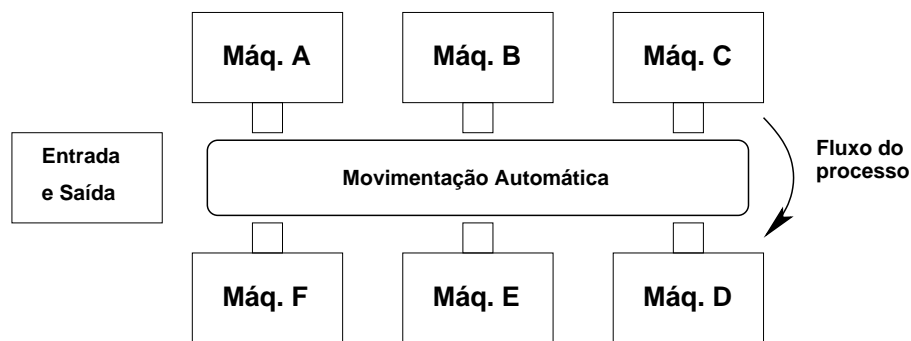 Máq. A
Máq. B
Máq. C
Entrada
e Saída
Movimentação Automática
Fluxo do
processo
Máq. F
Máq. E
Máq. D